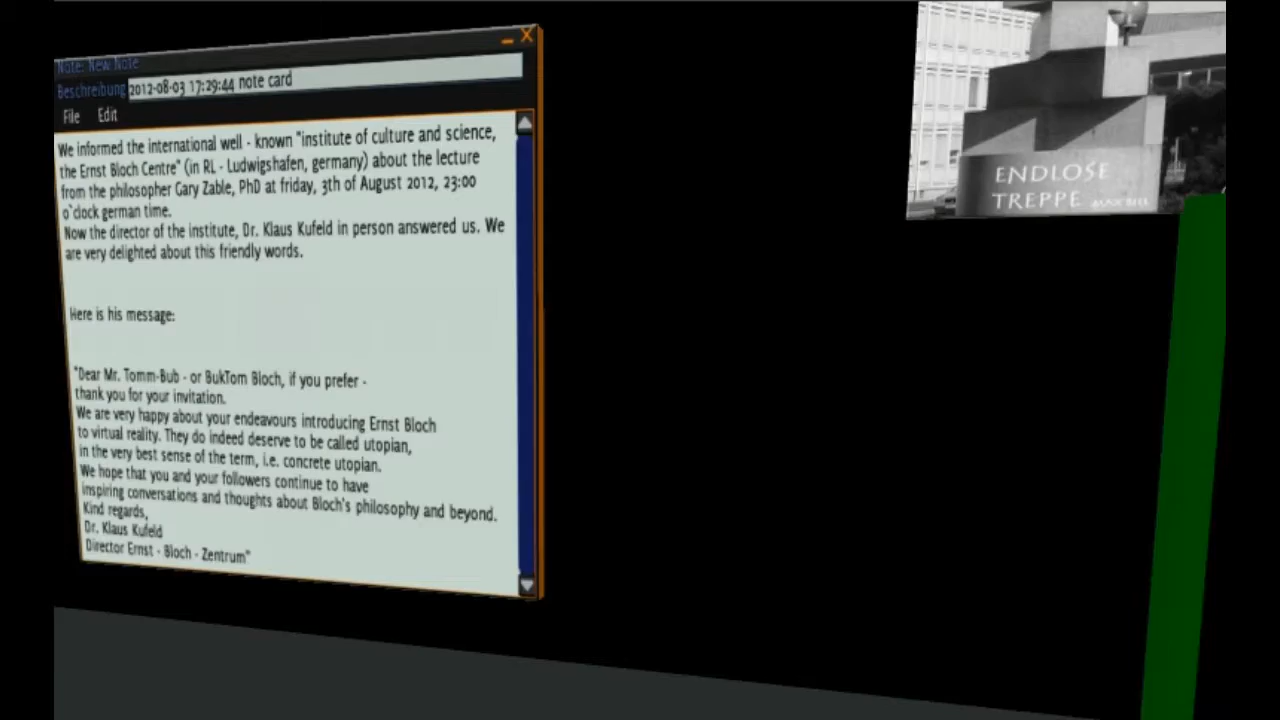 Note: New Note
Beschreibung 2012-08-03 17:29:44 note card
File Edit
We informed the international well - known "institute of culture and science,
the Ernst Bloch Centre" (in RL - Ludwigshafen, germany) about the lecture
from the philosopher Gary Zable, PhD at friday, 3th of August 2012, 23:00
o`clock german time.
Now the director of the institute, Dr. Klaus Kufeld in person answered us. We
are very delighted about this friendly words.
Here is his message:
"Dear Mr. Tomm-Bub - or BukTom Bloch, if you prefer -
thank you for your invitation.
We are very happy about your endeavours introducing Ernst Bloch
to virtual reality. They do indeed deserve to be called utopian,
in the very best sense of the term, i.e. concrete utopian.
We hope that you and your followers continue to have
inspiring conversations and thoughts about Bloch's philosophy and beyond.
Kind regards,
Dr. Klaus Kufeld
Director Ernst - Bloch - Zentrum"
ENDLOSE
TREPPE MAX BILL